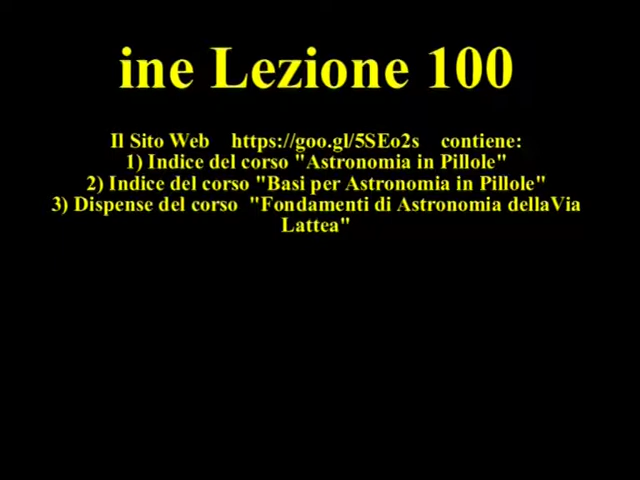 ine Lezione 100
Il Sito Web https://goo.gl/5SEo2s contiene:
1) Indice del corso "Astronomia in Pillole"
2) Indice del corso "Basi per Astronomia in Pillole"
3) Dispense del corso "Fondamenti di Astronomia dellaVia
Lattea"